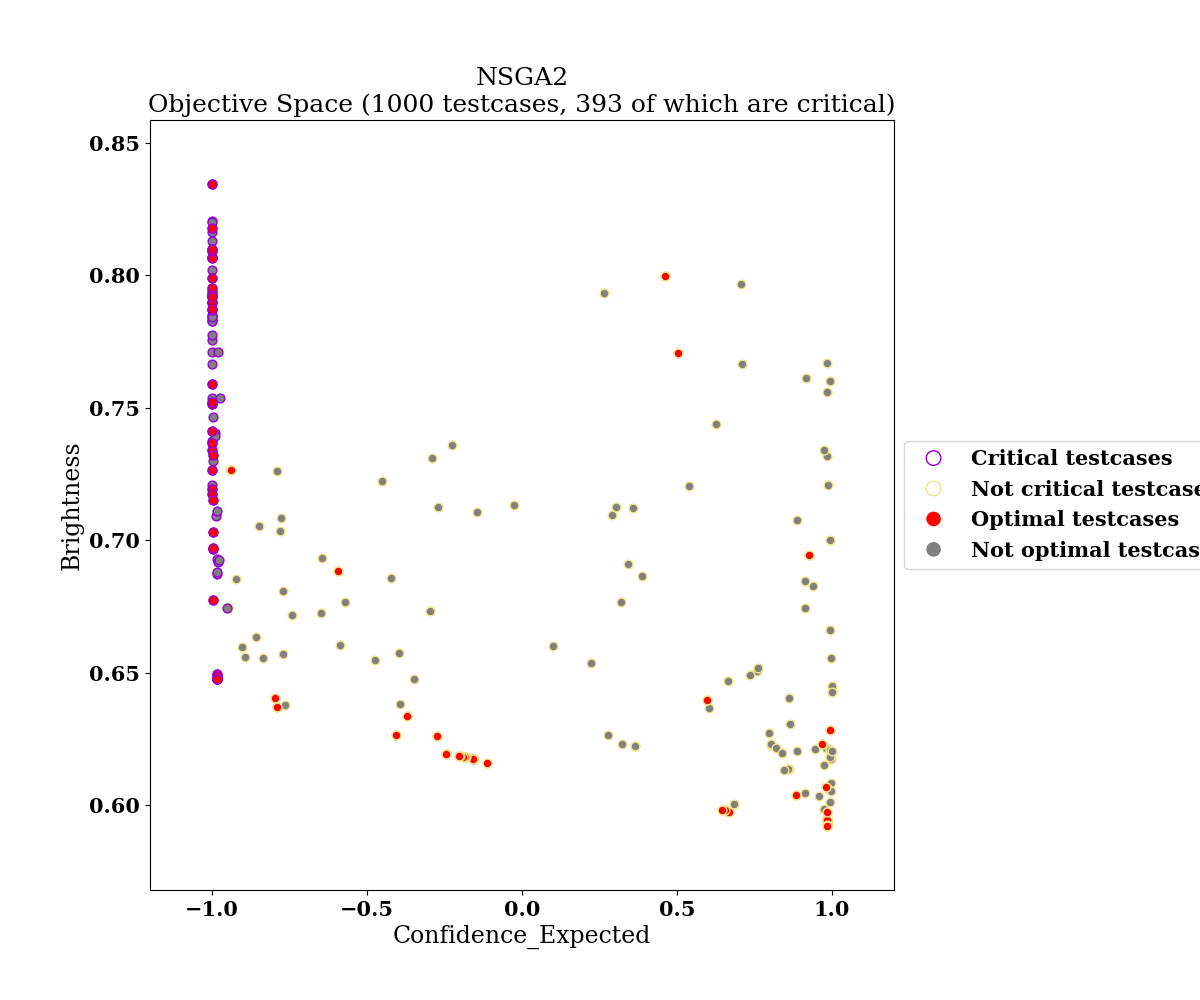 NSGA2
Objective Space (1000 testcases, 393 of which are critical)
0.85
0.80
0.75
0.70
0.65
0.60
Brightness
−1.0
−0.5
0.0
0.5
1.0
Confidence_Expected
Critical testcases
Not critical testcase
Optimal testcases
Not optimal testcas